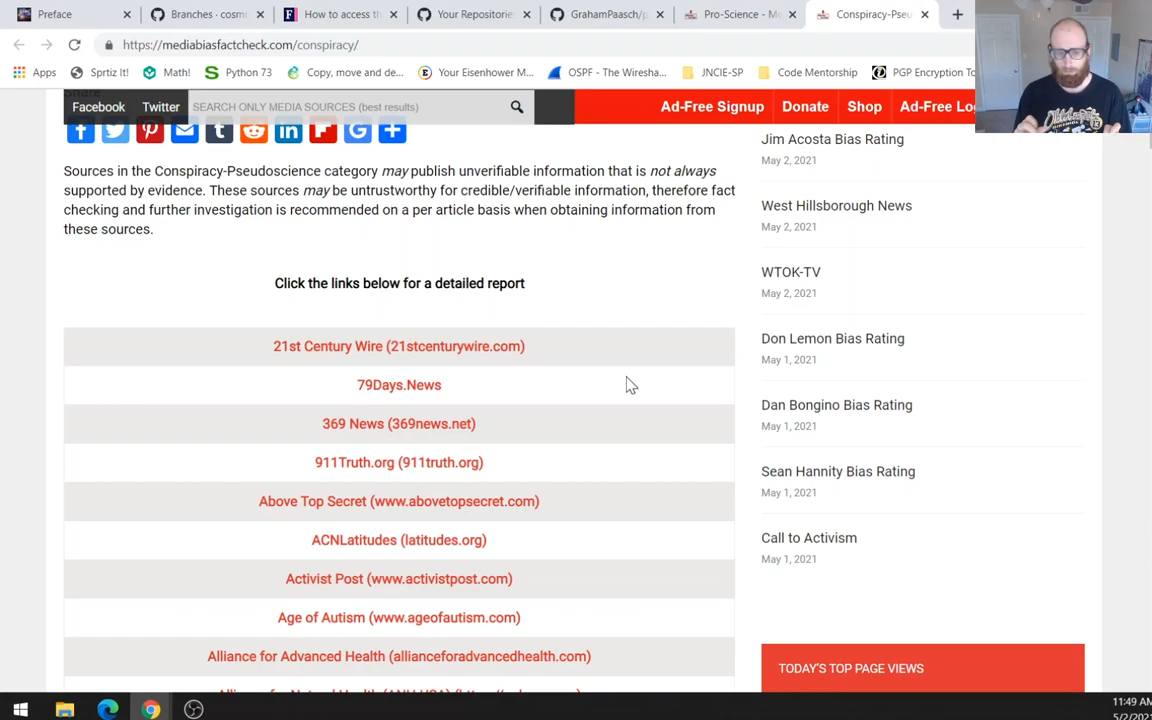 Preface
Branches · cosmi
How to access th
Your Repositorie
GrahamPaasch/p
Pro-Science - Me
Conspiracy-Pseu
https://mediabiasfactcheck.com/conspiracy/
Apps
Sprtiz It!
Math!
Python 73
Copy, move and de...
Your Eisenhower M...
OSPF - The Wiresha...
JNCIE-SP
Code Mentorship
PGP Encryption To
Share
Facebook
Twitter
SEARCH ONLY MEDIA SOURCES (best results)
Ad-Free Signup
Donate
Shop
Ad-Free Log
Sources in the Conspiracy-Pseudoscience category may publish unverifiable information that is not always
supported by evidence. These sources may be untrustworthy for credible/verifiable information, therefore fact
checking and further investigation is recommended on a per article basis when obtaining information from
these sources.
Click the links below for a detailed report
21st Century Wire (21stcenturywire.com)
79Days.News
369 News (369news.net)
911Truth.org (911truth.org)
Above Top Secret (www.abovetopsecret.com)
ACNLatitudes (latitudes.org)
Activist Post (www.activistpost.com)
Age of Autism (www.ageofautism.com)
Alliance for Advanced Health (allianceforadvancedhealth.com)
Jim Acosta Bias Rating
May 2, 2021
West Hillsborough News
May 2, 2021
WTOK-TV
May 2, 2021
Don Lemon Bias Rating
May 1, 2021
Dan Bongino Bias Rating
May 1, 2021
Sean Hannity Bias Rating
May 1, 2021
Call to Activism
May 1, 2021
TODAY'S TOP PAGE VIEWS
11:49 AM
5/2/202